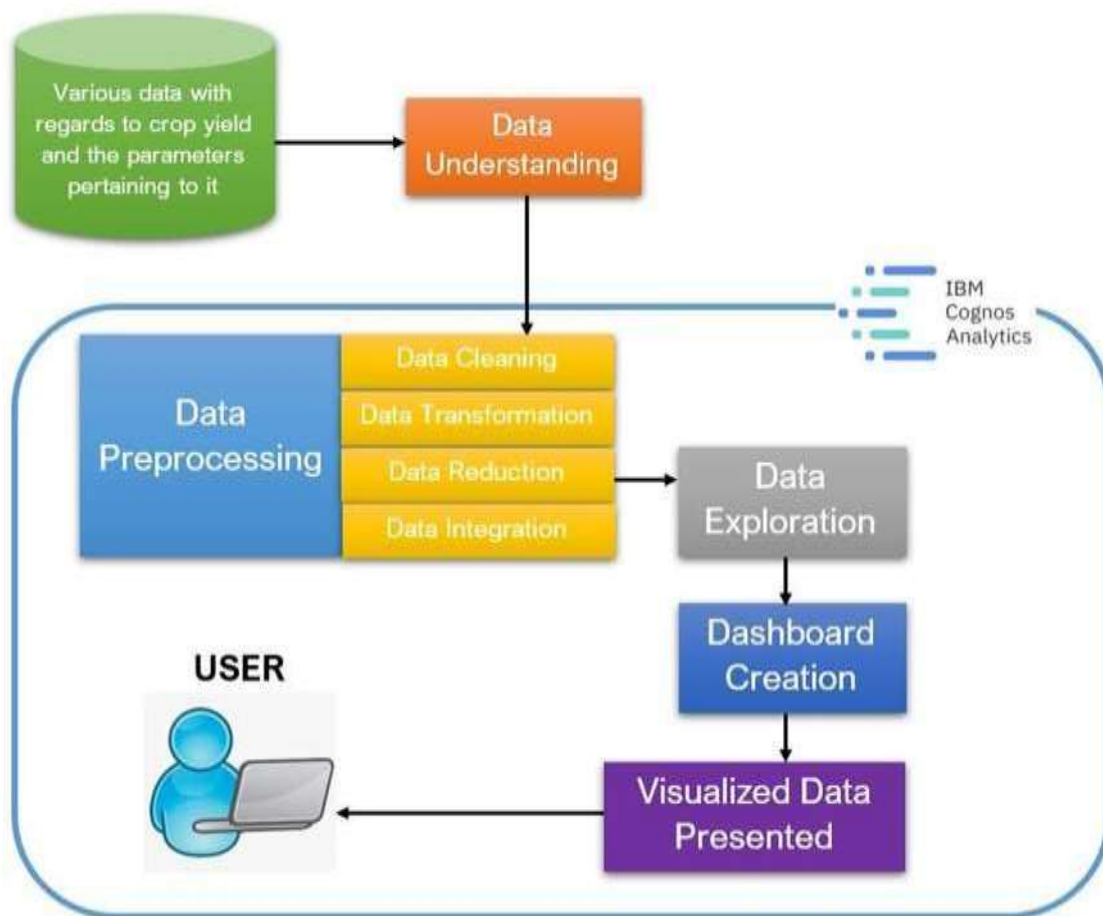 Various data with
regards to crop yield
and the parameters
pertaining to it
Data
Understanding
IBM
Cognos
Analytics
Data
Preprocessing
Data Cleaning
Data Transformation
Data Reduction
Data Integration
Data
Exploration
Dashboard
Creation
USER
Visualized Data
Presented